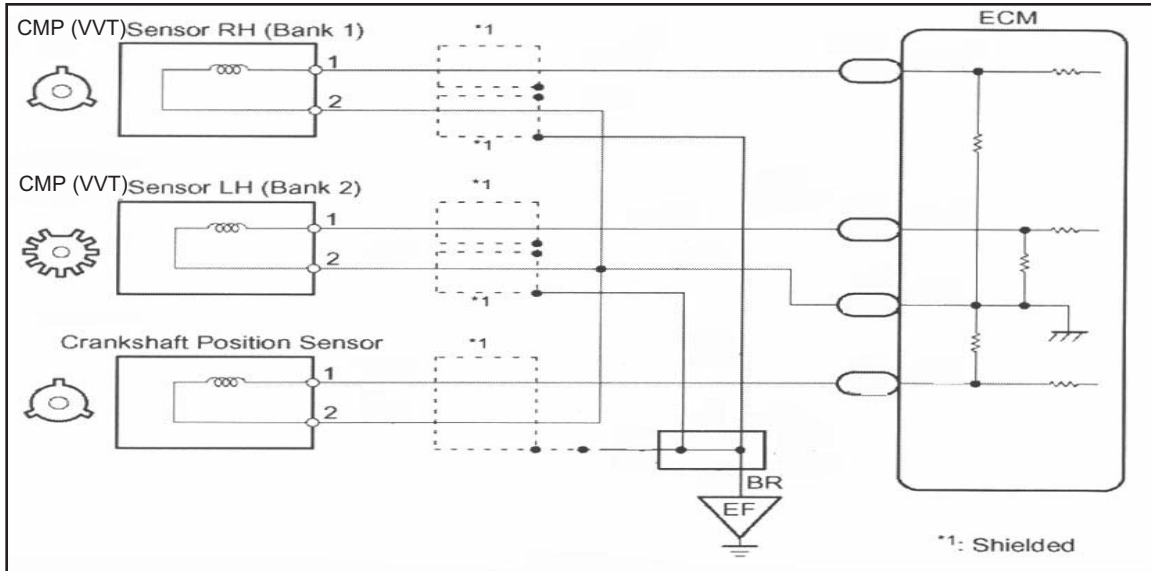 CMP (VVT) Sensor RH (Bank 1)
*1
ECM
1
2
*1
CMP (VVT) Sensor LH (Bank 2)
*1
1
2
*1
Crankshaft Position Sensor
*1
1
2
BR
EF
*1: Shielded